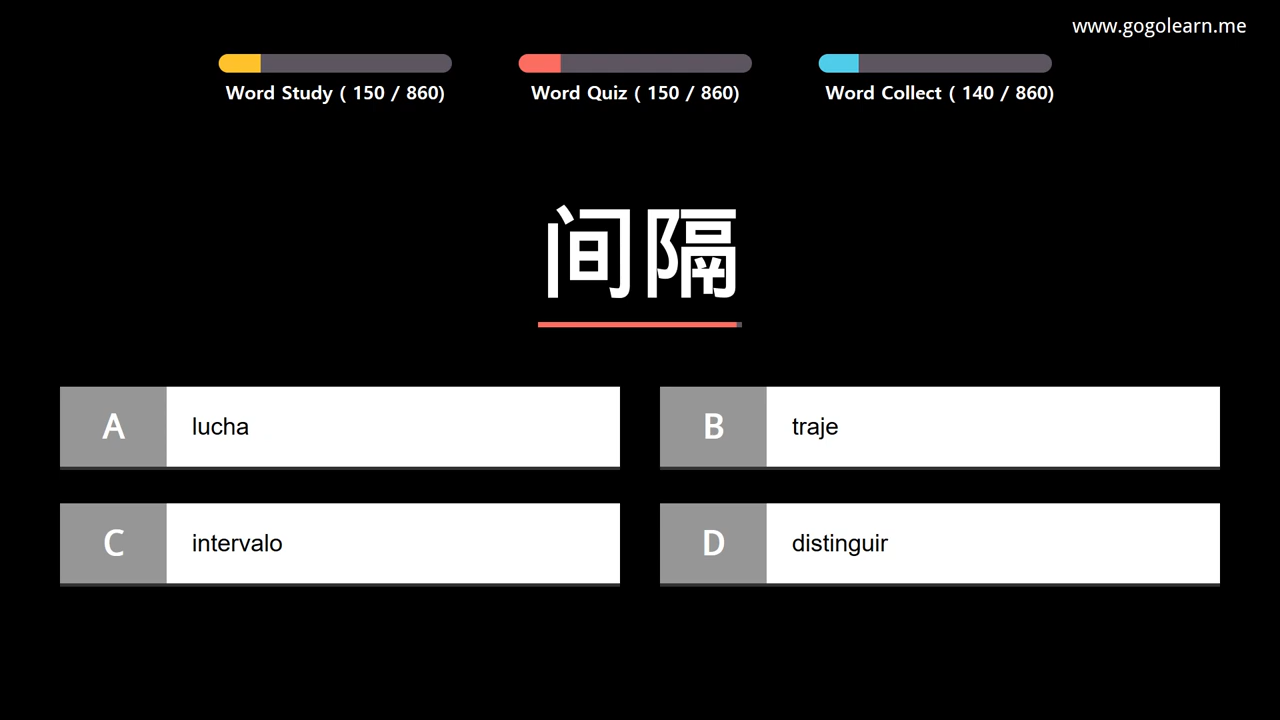 www.gogolearn.me
Word Study ( 150 / 860)
Word Quiz ( 150 / 860)
Word Collect ( 140 / 860)
间隔
A
lucha
B
traje
C
intervalo
D
distinguir